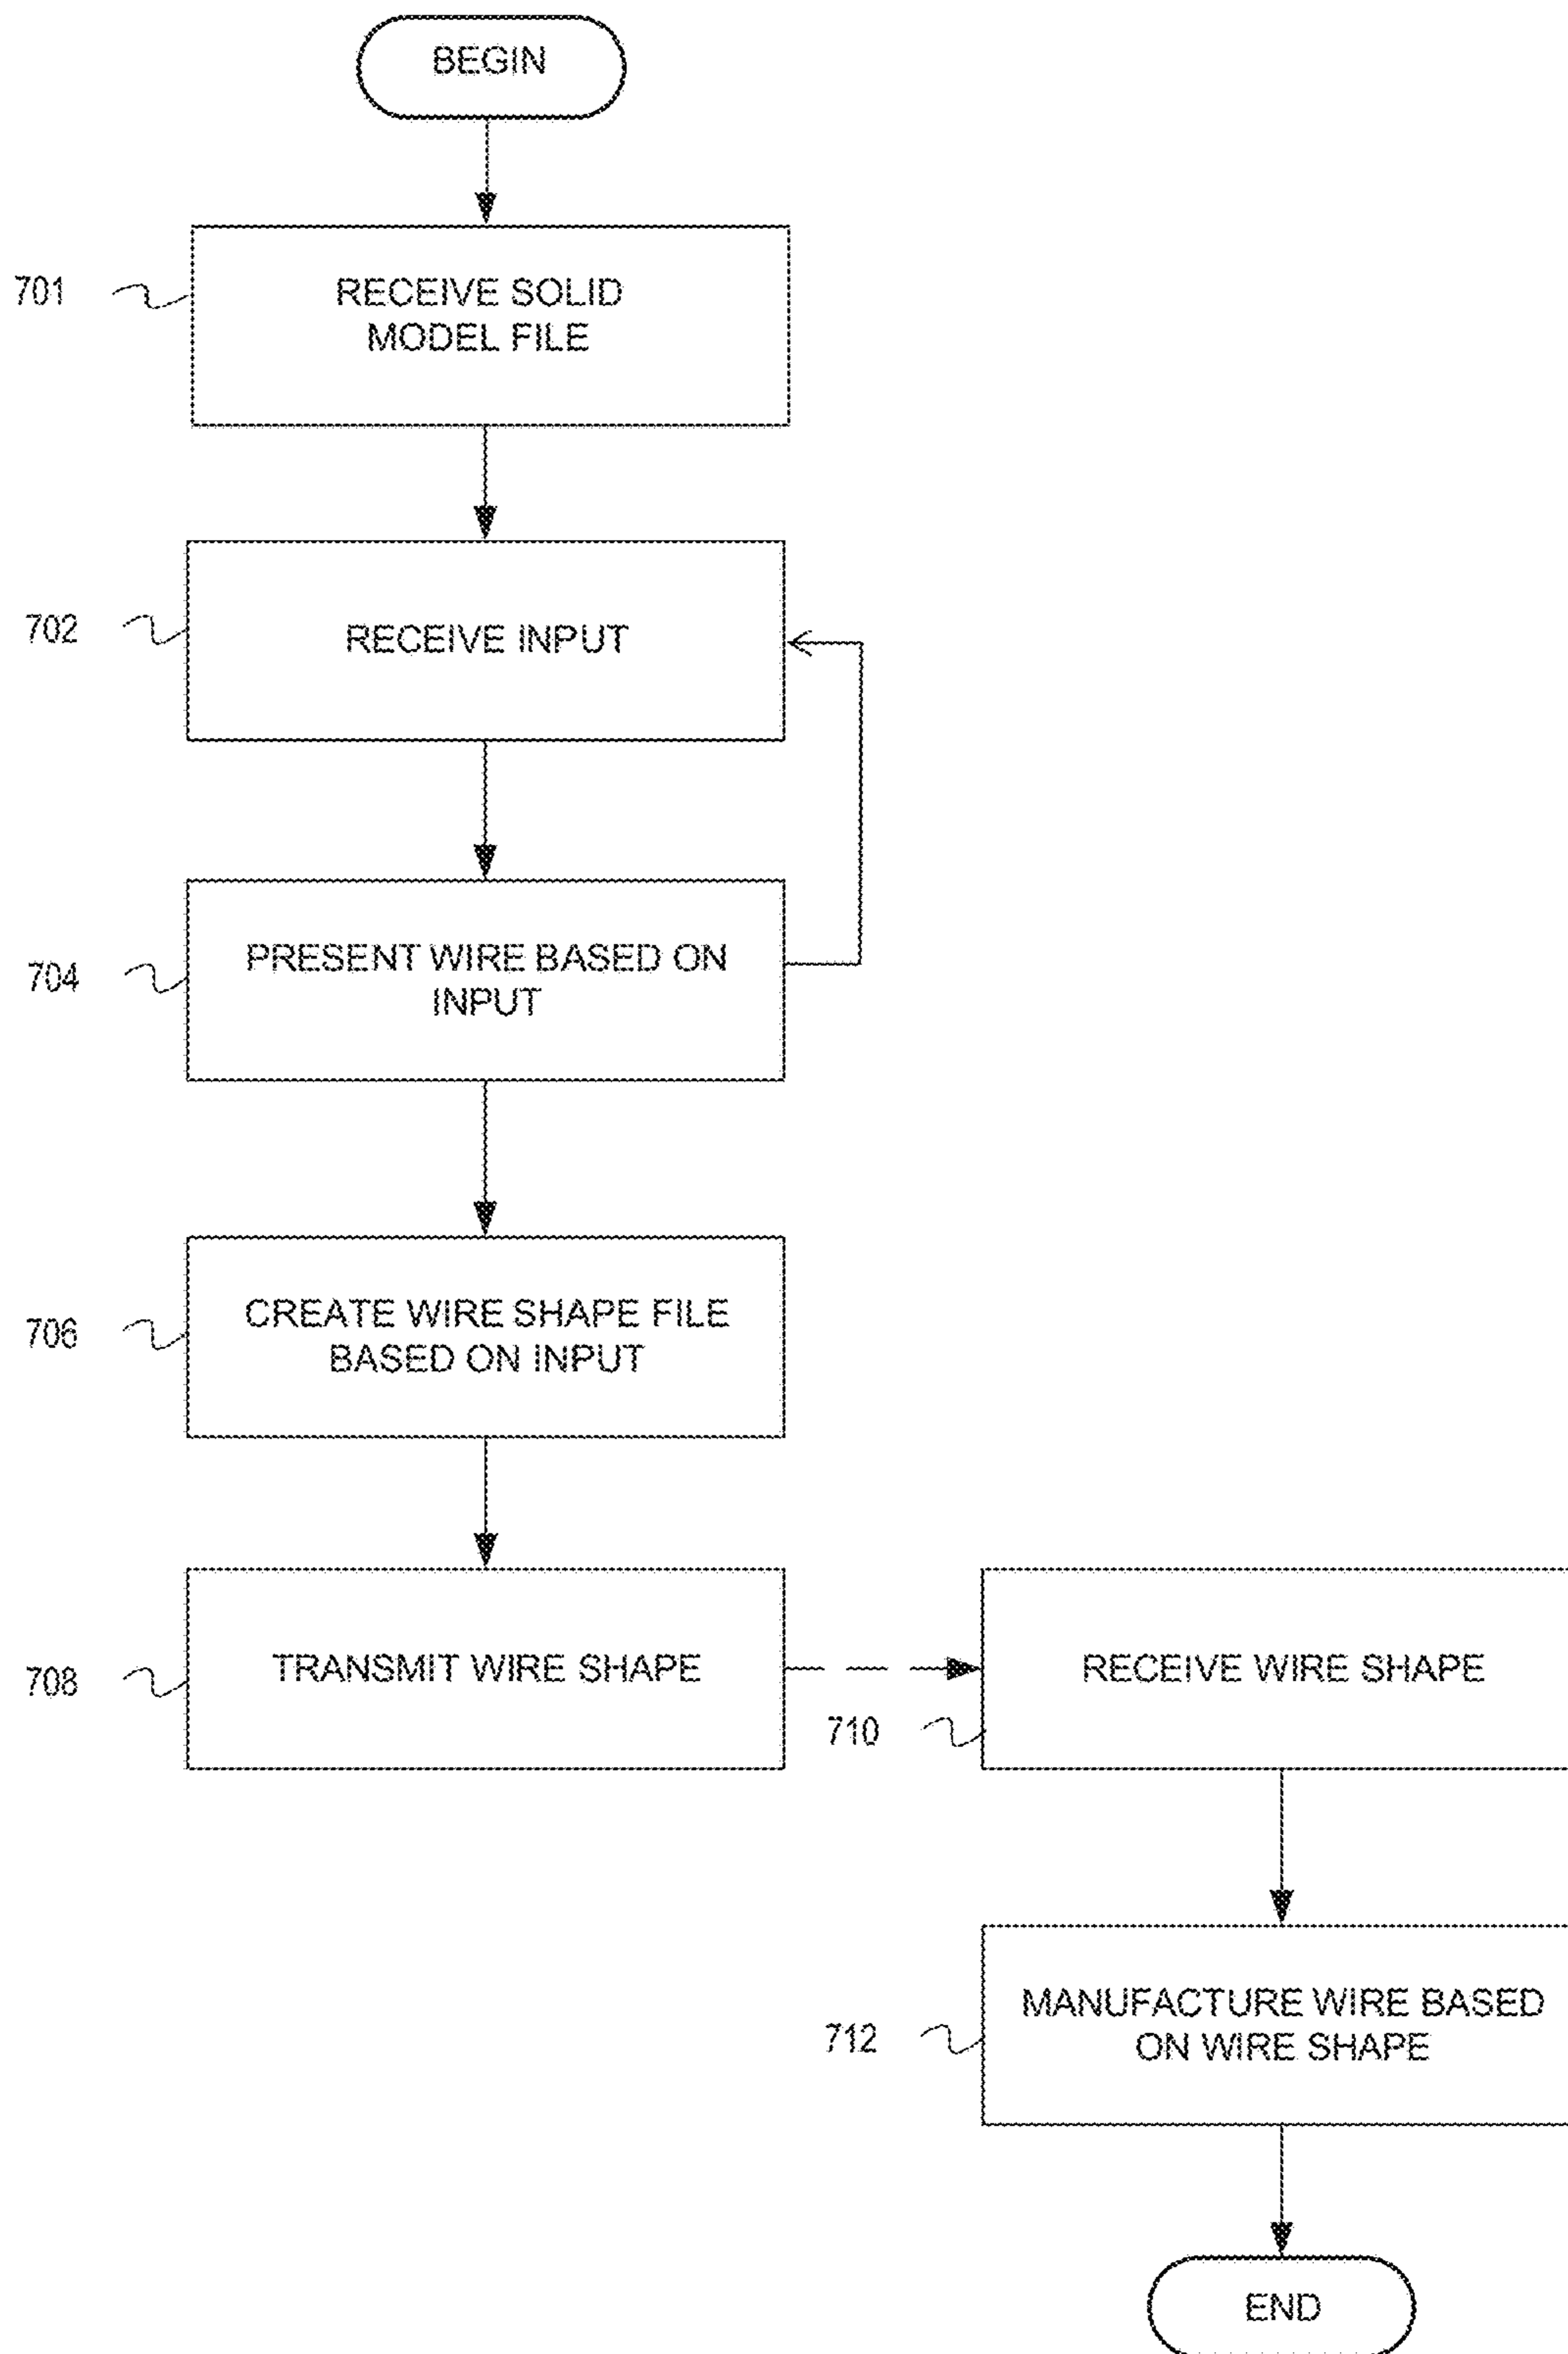 BEGIN
701
RECEIVE SOLID
MODEL FILE
702
RECEIVE INPUT
704
PRESENT WIRE BASED ON
INPUT
706
CREATE WIRE SHAPE FILE
BASED ON INPUT
708
TRANSMIT WIRE SHAPE
710
RECEIVE WIRE SHAPE
712
MANUFACTURE WIRE BASED
ON WIRE SHAPE
END